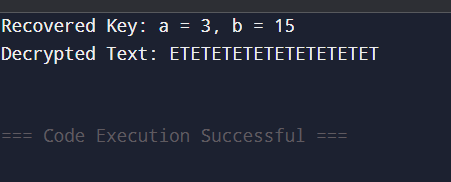 Recovered Key: a = 3, b = 15
Decrypted Text: ETETETETETETETETETET
=== Code Execution Successful ===